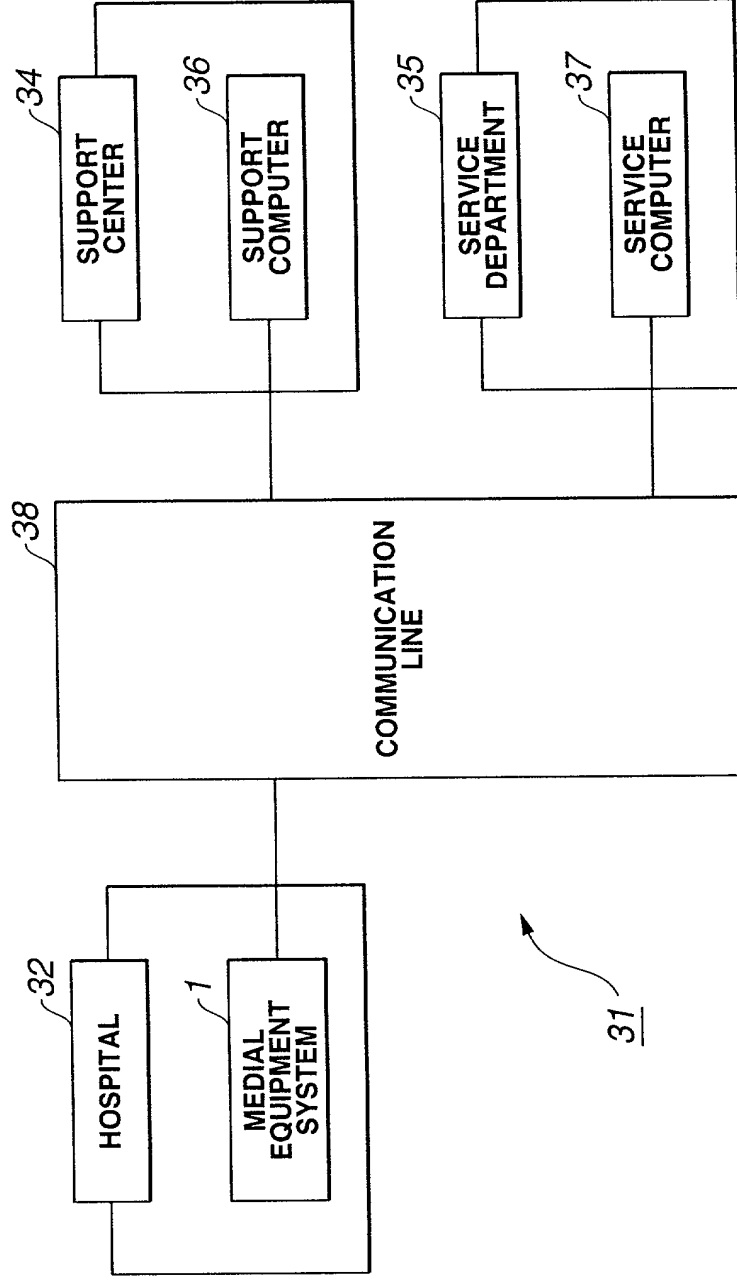 32
HOSPITAL
1
MEDIAL
EQUIPMENT
SYSTEM
31
38
COMMUNICATION
LINE
34
SUPPORT
CENTER
36
SUPPORT
COMPUTER
35
SERVICE
DEPARTMENT
37
SERVICE
COMPUTER